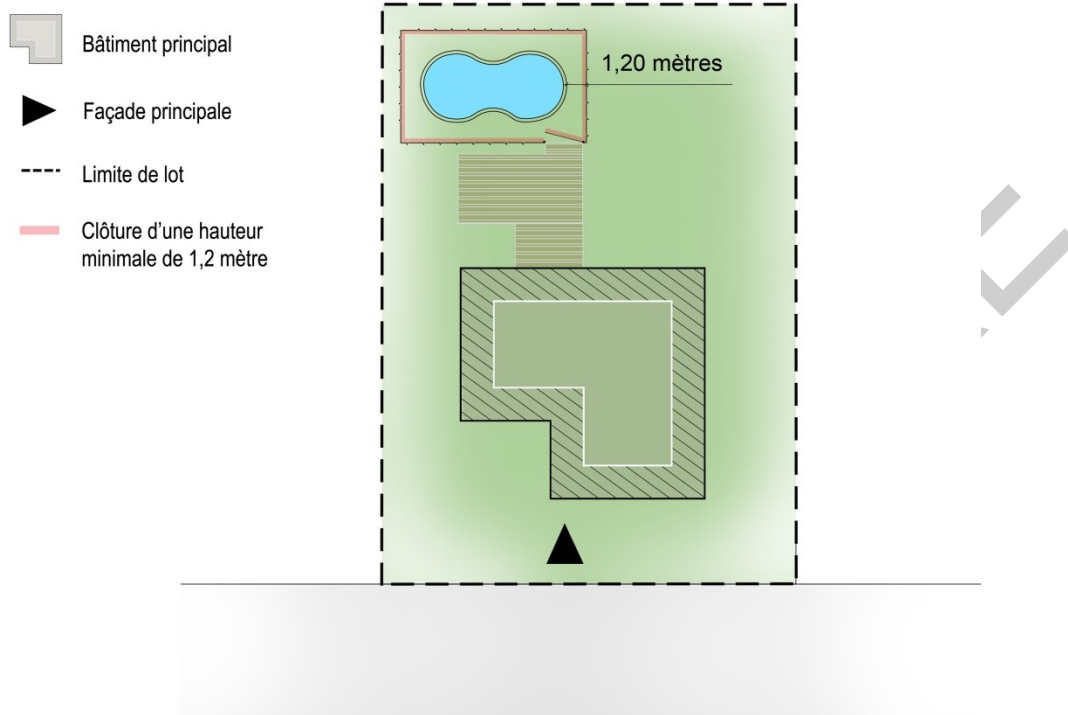 Bâtiment principal
Façade principale
Limite de lot
Clôture d'une hauteur
minimale de 1,2 mètre
1,20 mètres